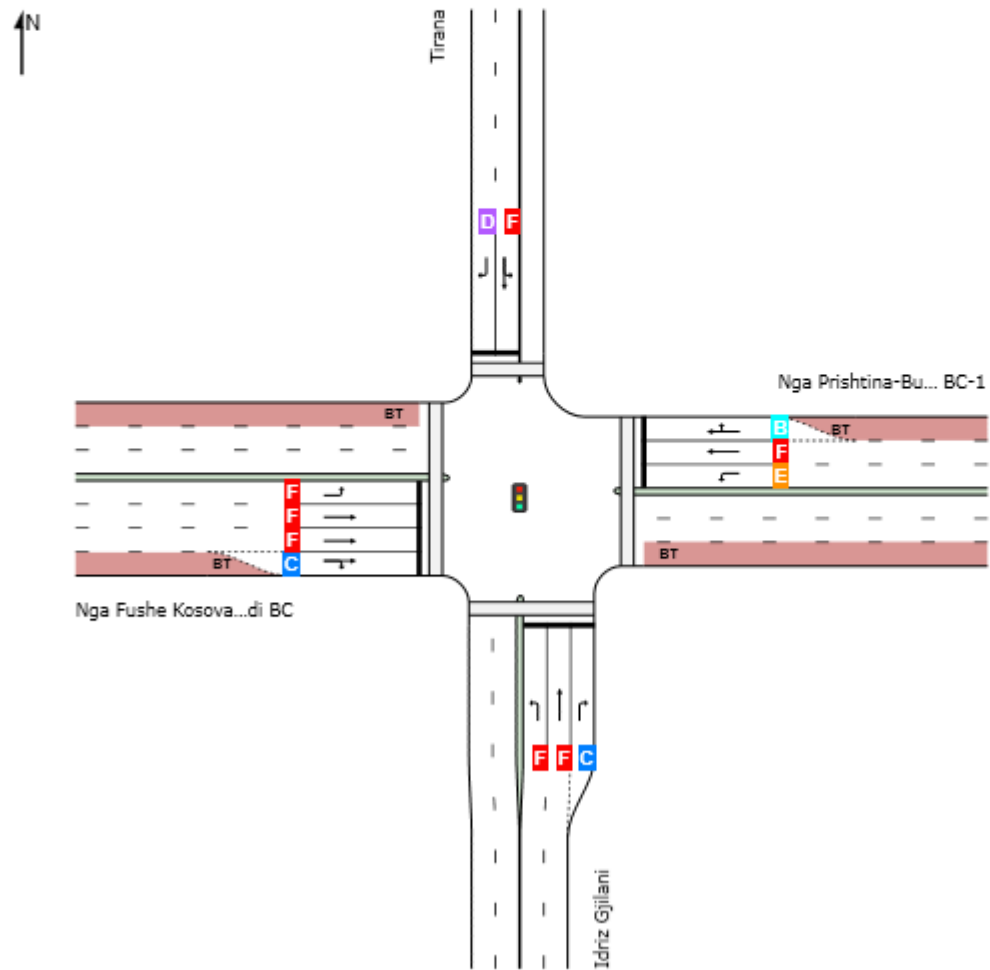 N
Tirana
D F
Nga Prishtina-Bu... BC-1
BT
B
BT
F
E
F
F
F
C
BT
BT
Nga Fushe Kosova...di BC
F F C
Idriz Gjilani